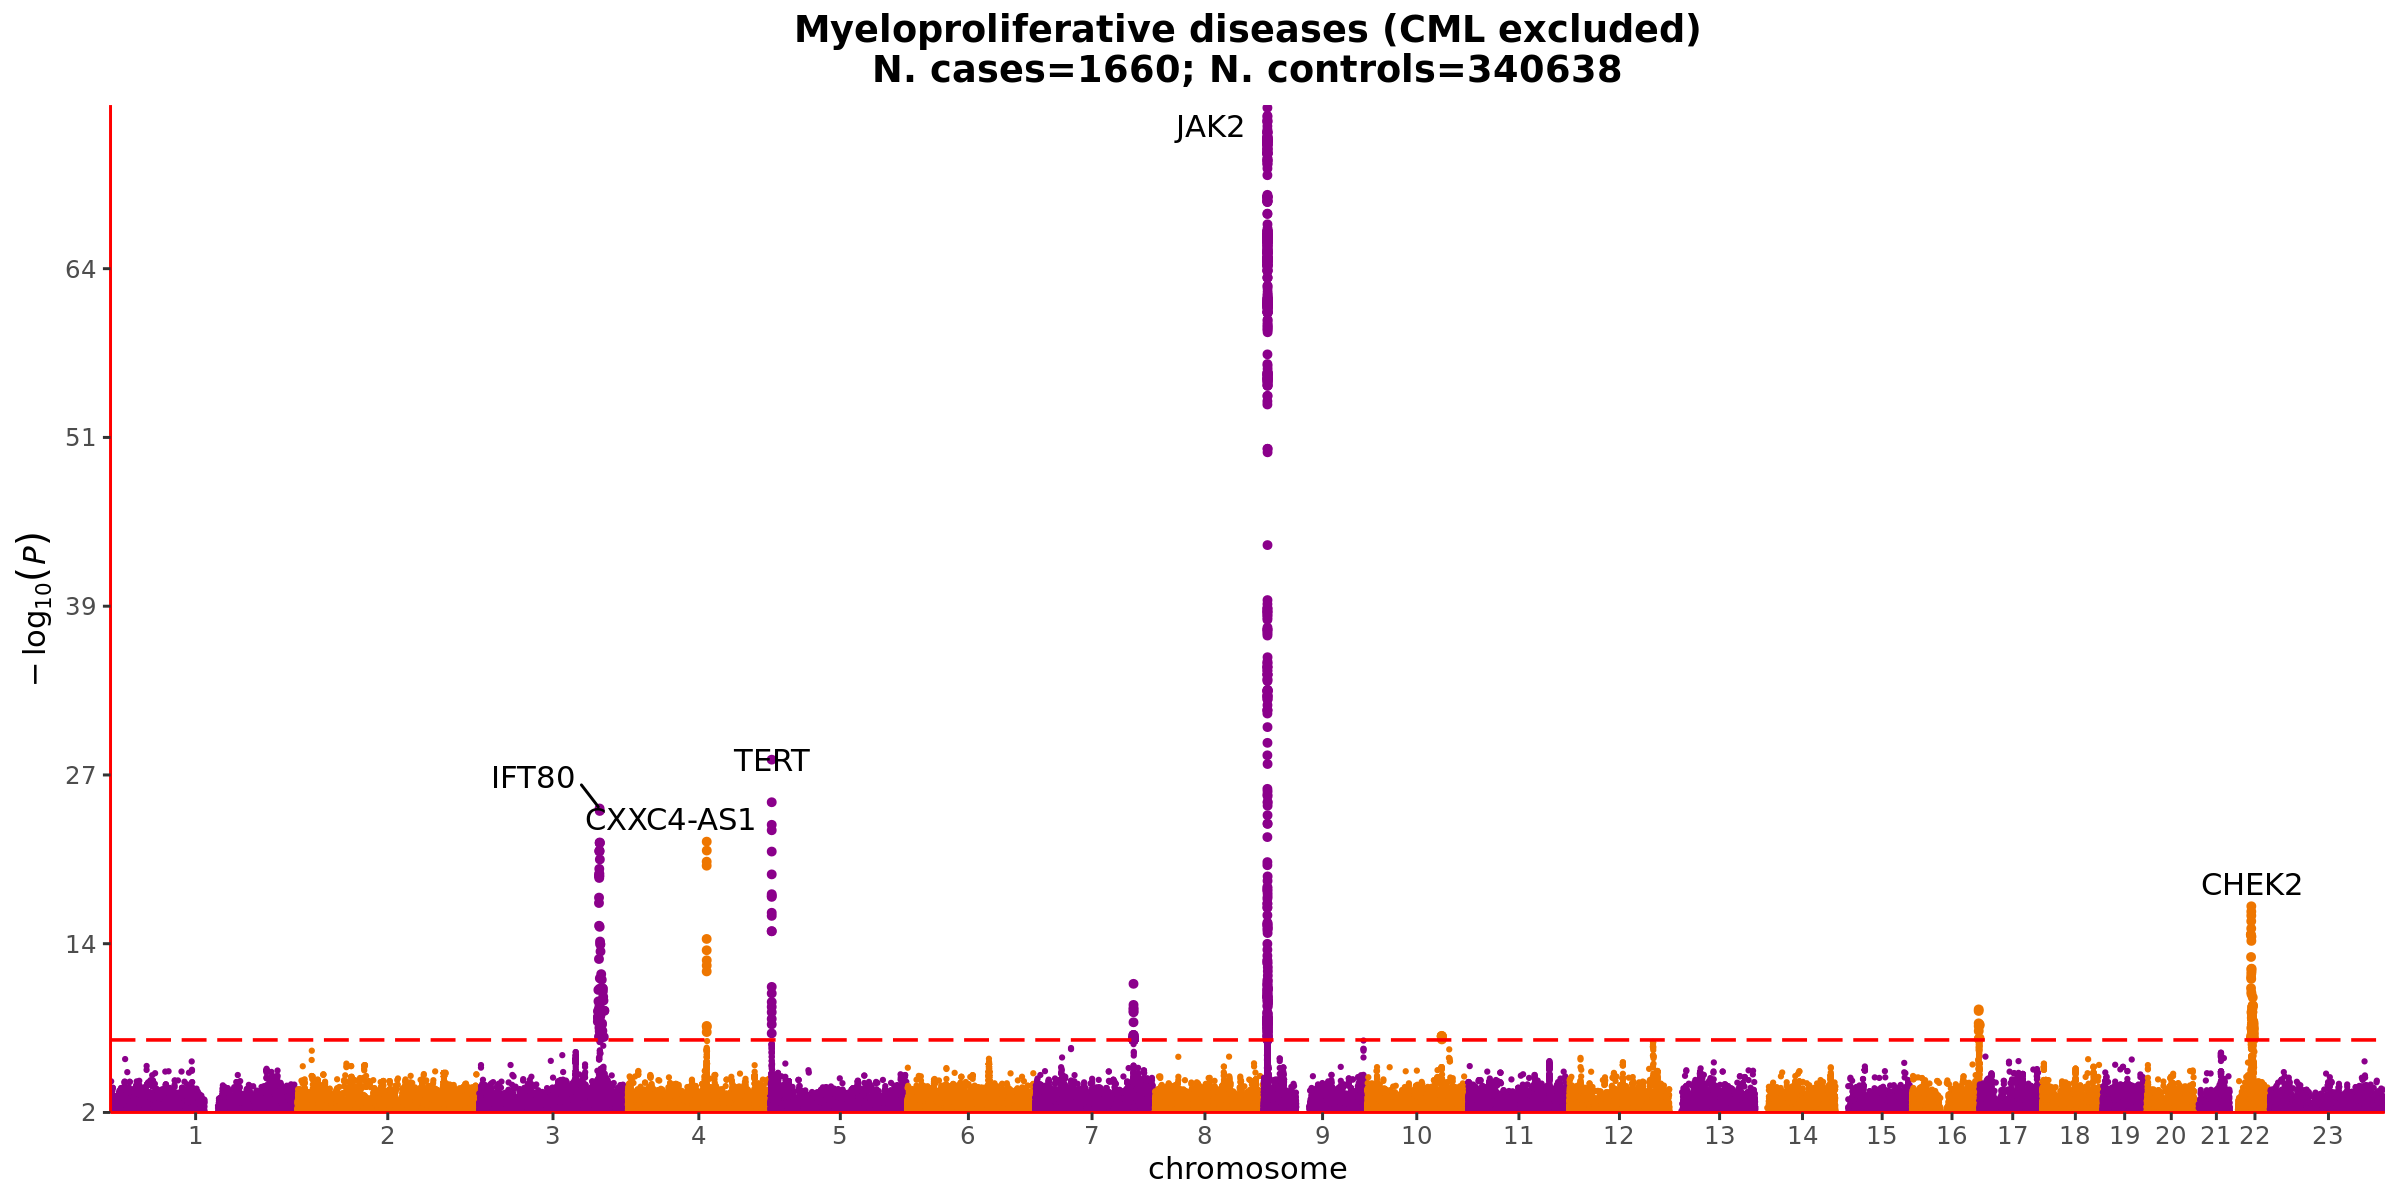 Myeloproliferative diseases (CML excluded)
N. cases=1660; N. controls=340638
JAK2
64
51
−log10(P)
39
27
TERT
IFT80
CXXC4-AS1
CHEK2
14
2
1 2 3 4 5 6 7 8 9 10 11 12 13 14 15 16 17 18 19 20 21 22 23
chromosome